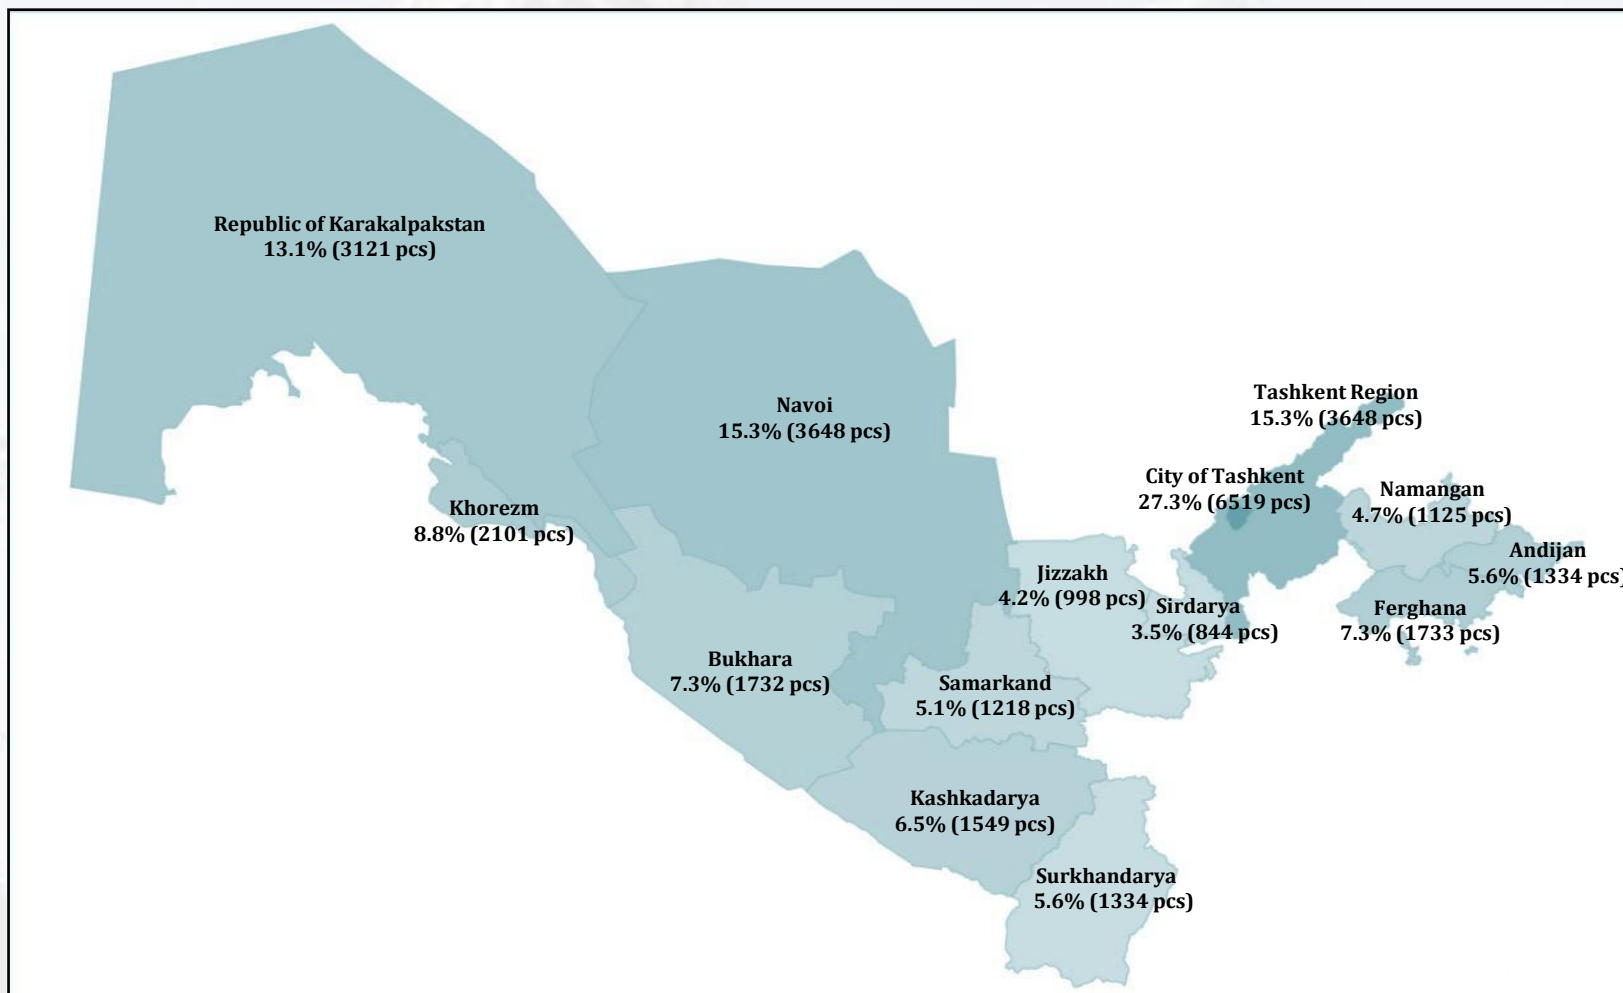 Republic of Karakalpakstan
13.1% (3121 pcs)
Navoi
15.3% (3648 pcs)
Tashkent Region
15.3% (3648 pcs)
City of Tashkent
27.3% (6519 pcs)
Namangan
4.7% (1125 pcs)
Khorezm
8.8% (2101 pcs)
Andijan
5.6% (1334 pcs)
Jizzakh
4.2% (998 pcs)
Sirdarya
3.5% (844 pcs)
Ferghana
7.3% (1733 pcs)
Bukhara
7.3% (1732 pcs)
Samarkand
5.1% (1218 pcs)
Kashkadarya
6.5% (1549 pcs)
Surkhandarya
5.6% (1334 pcs)